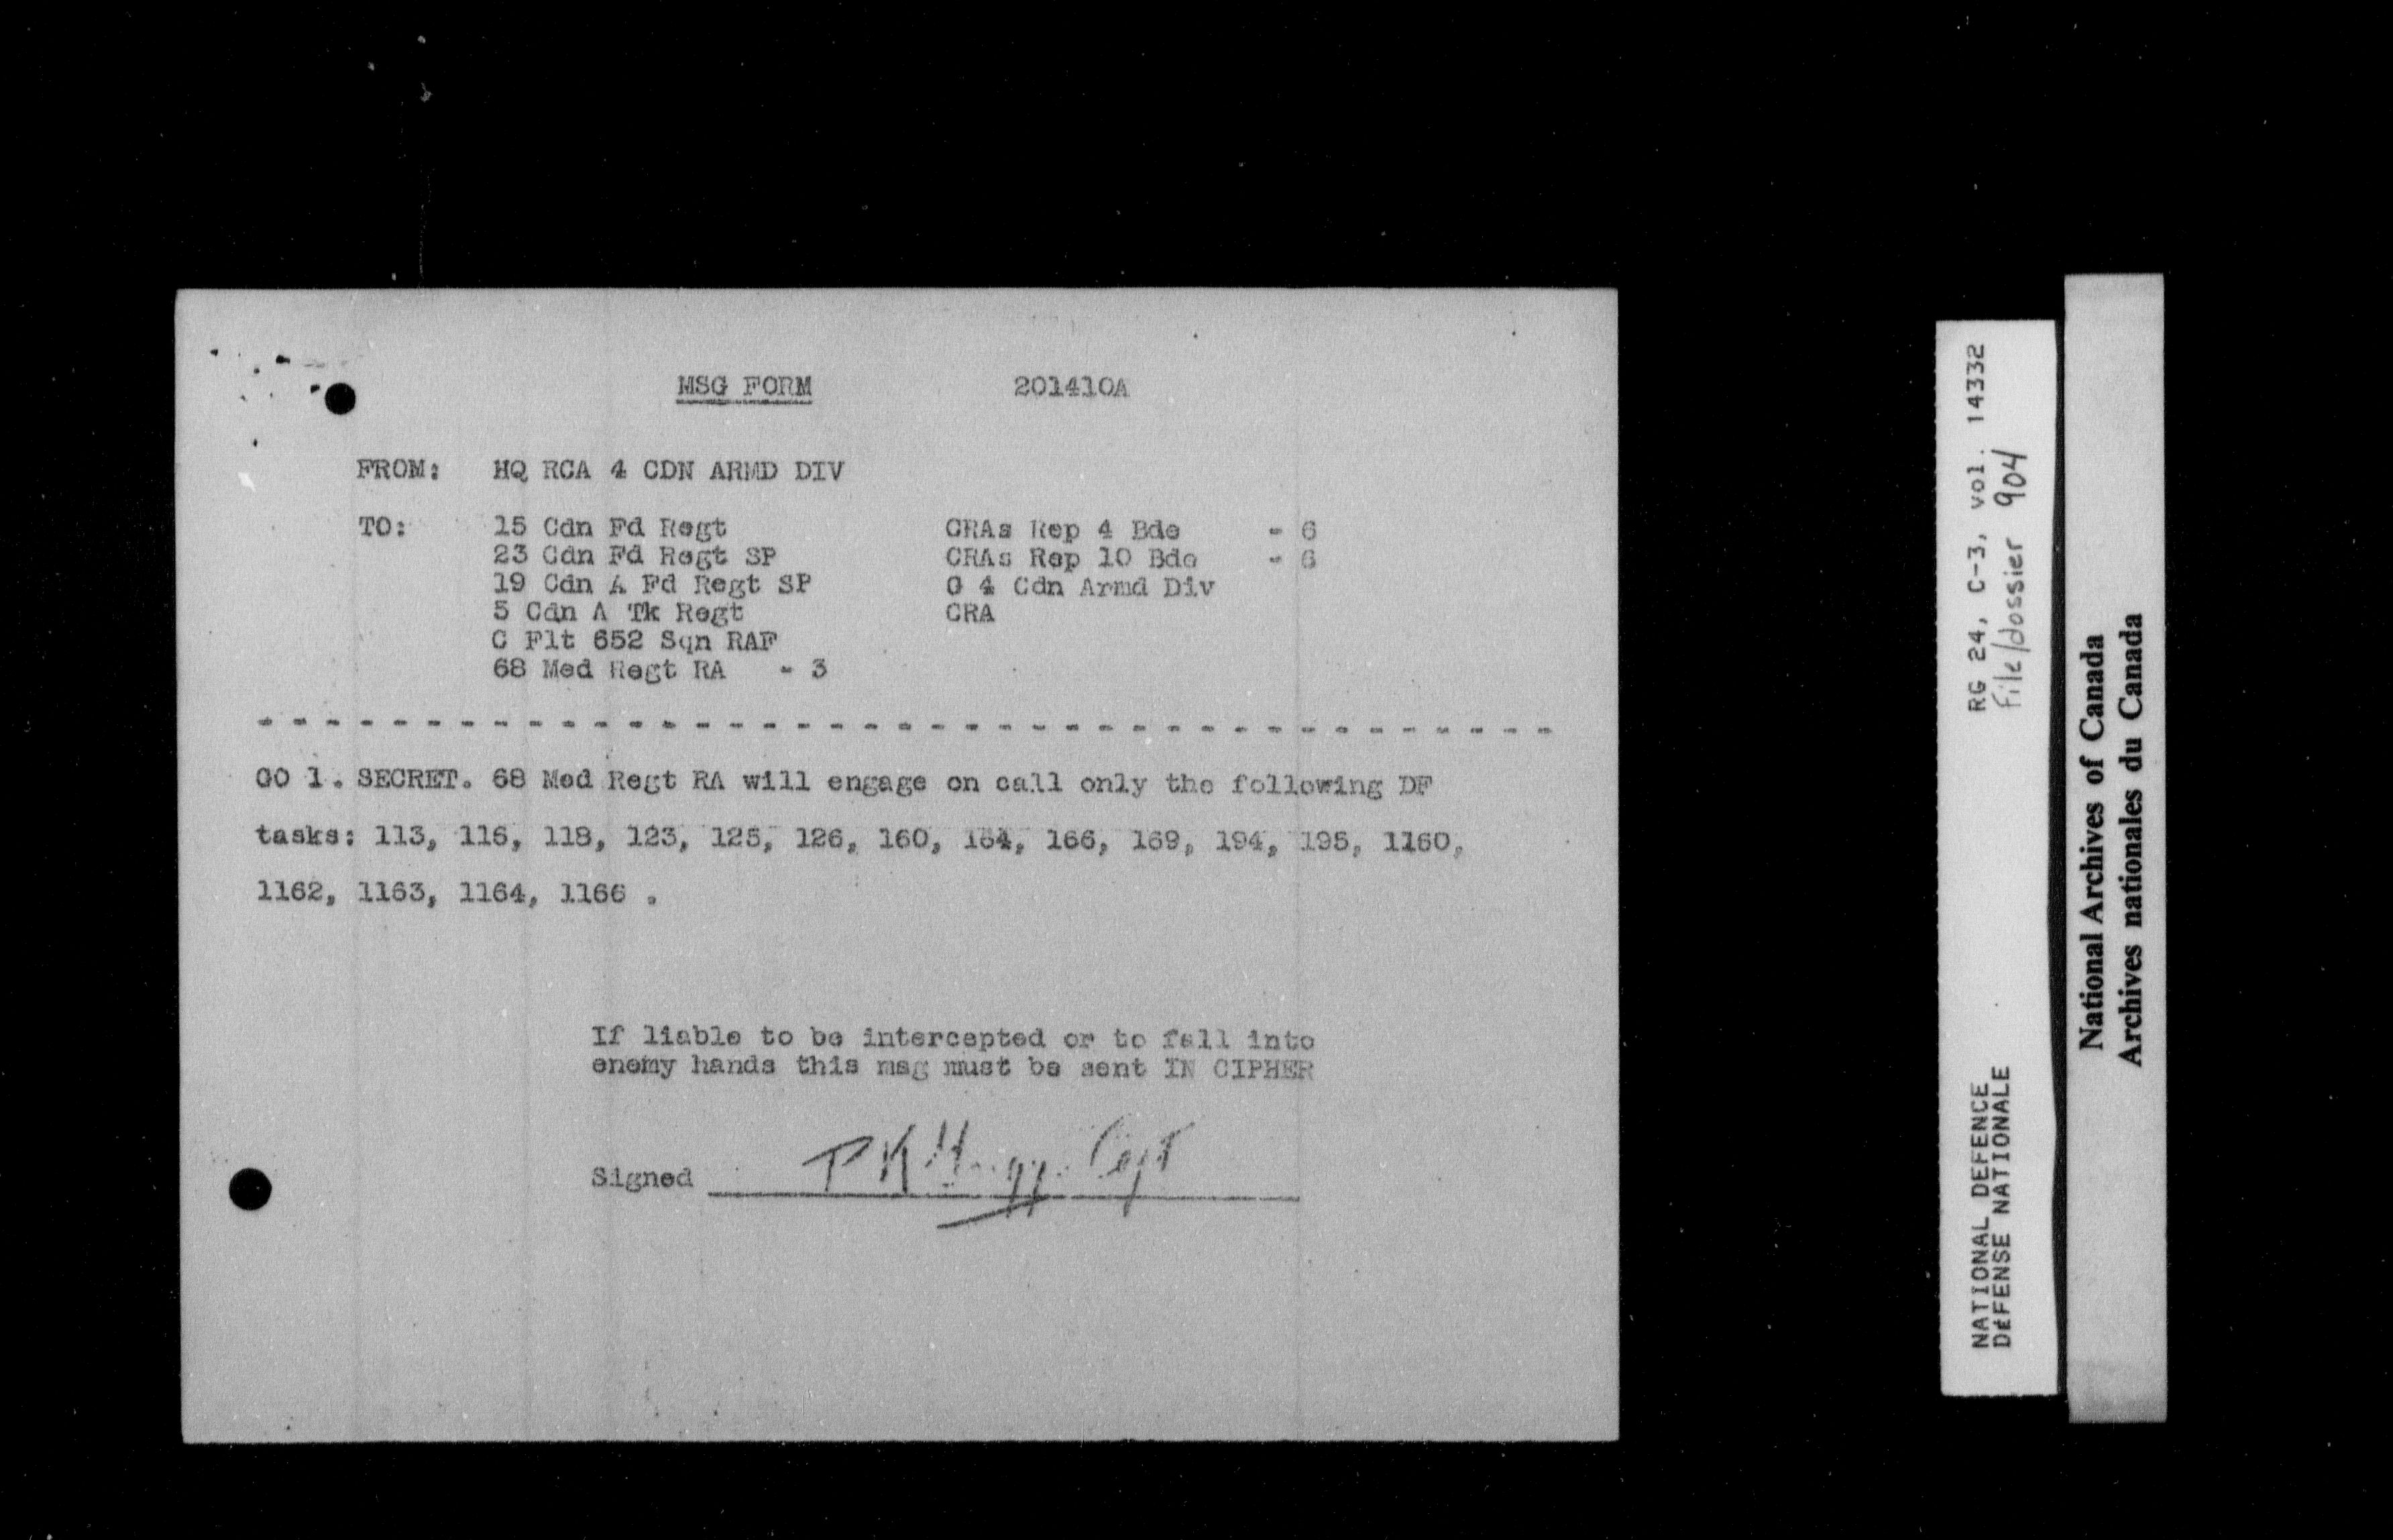 MSG FORM 201410A
FROM: HQ RCA 4 CDN ARMD DIV
TO: 15 Cdn Fd Regt CRAs Rep 4 Bde - 6
23 Cdn Fd Regt SP CRAs Rep 10 Bde - 6
19 Cdn A Fd Regt SP G 4 Cdn Armd Div
5 Cdn A Tk Regt CRA
C Flt 652 Sqn RAF
68 Med Regt RA - 3
GO 1. SECRET. 68 Med Regt RA will engage on call only the following DF
tasks: 113, 116, 118, 123, 125, 126, 160, 164, 166, 169, 194, 195, 1160,
1162, 1163, 1164, 1166 .
If liable to be intercepted or to fall into
enemy hands this msg must be sent IN CIPHER
Signed P K Capt
RG 24, C-3, vol. 14332
File/dossier 904
NATIONAL DEFENCE
DÉFENSE NATIONALE
National Archives of Canada
Archives nationales du Canada